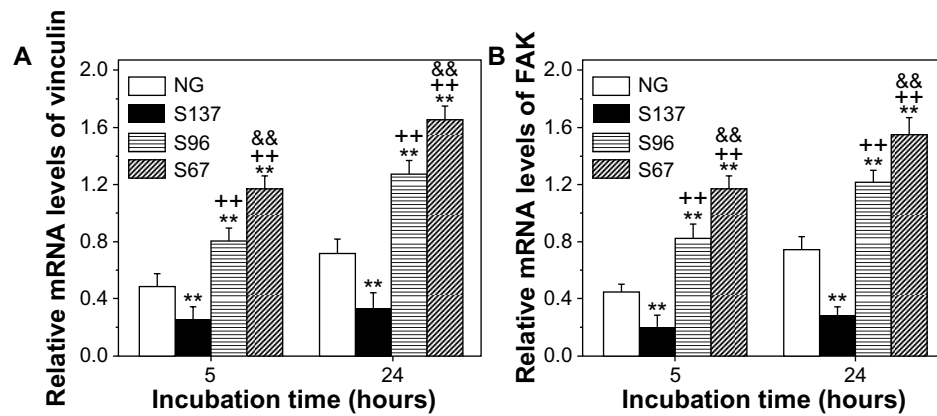 A
Relative mRNA levels of vinculin
2.0
1.6
1.2
0.8
0.4
0.0
NG
S137
S96
S67
**
++
**
&&
++
**
**
++
**
&&
++
**
5
24
Incubation time (hours)
B
Relative mRNA levels of FAK
2.0
1.6
1.2
0.8
0.4
0.0
NG
S137
S96
S67
**
++
**
&&
++
**
**
++
**
&&
++
**
5
24
Incubation time (hours)